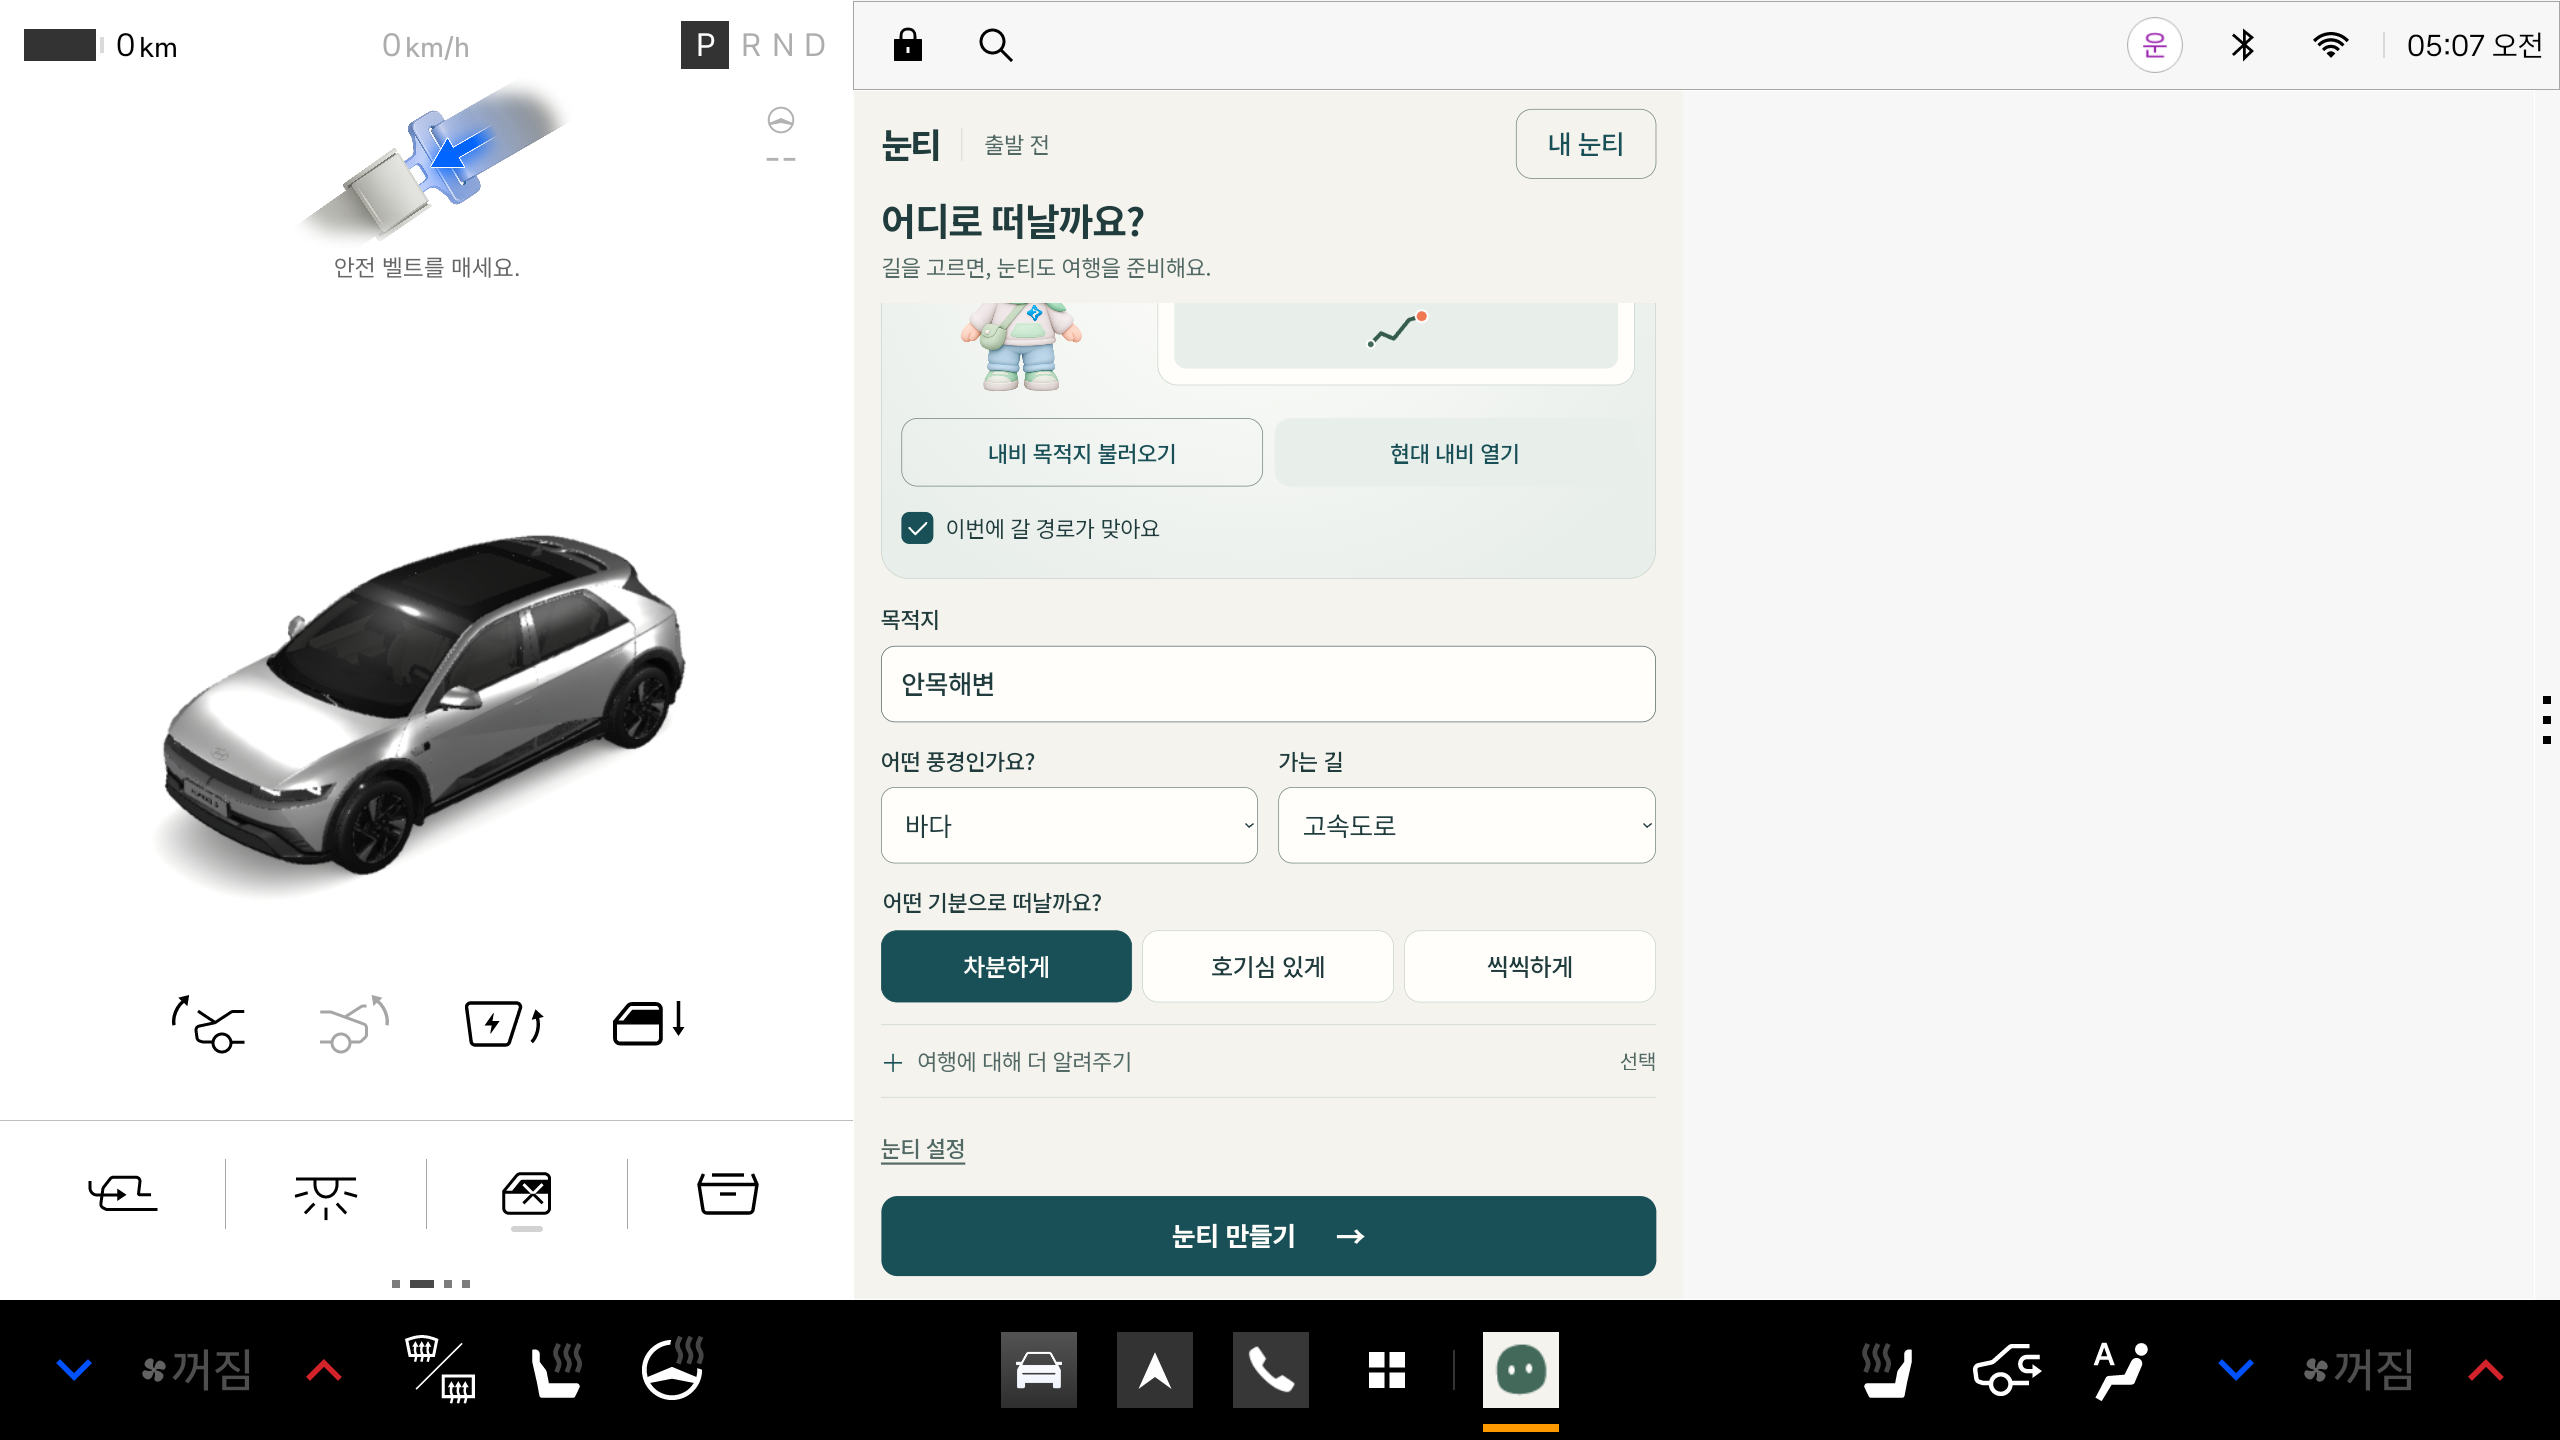 0 km
0 km/h
P R N D
운
05:07 오전
안전 벨트를 매세요.
눈티
출발 전
내 눈티
어디로 떠날까요?
길을 고르면, 눈티도 여행을 준비해요.
내비 목적지 불러오기
현대 내비 열기
이번에 갈 경로가 맞아요
목적지
안목해변
어떤 풍경인가요?
가는 길
바다
고속도로
어떤 기분으로 떠날까요?
차분하게
호기심 있게
씩씩하게
+ 여행에 대해 더 알려주기
선택
눈티 설정
눈티 만들기 →
꺼짐
A
꺼짐